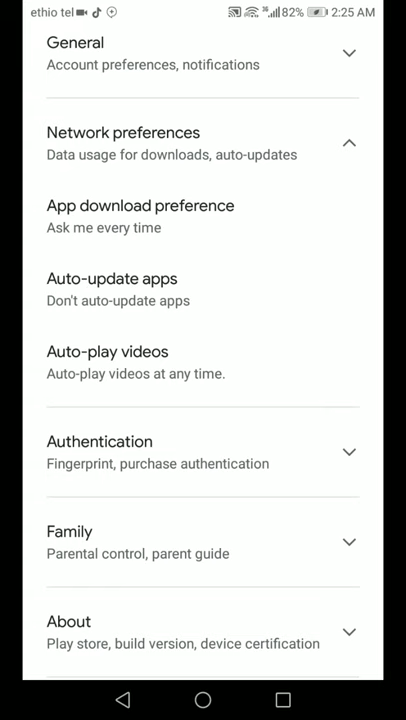 ethio tel 3G 82% 2:25 AM
General
Account preferences, notifications
Network preferences
Data usage for downloads, auto-updates
App download preference
Ask me every time
Auto-update apps
Don't auto-update apps
Auto-play videos
Auto-play videos at any time.
Authentication
Fingerprint, purchase authentication
Family
Parental control, parent guide
About
Play store, build version, device certification